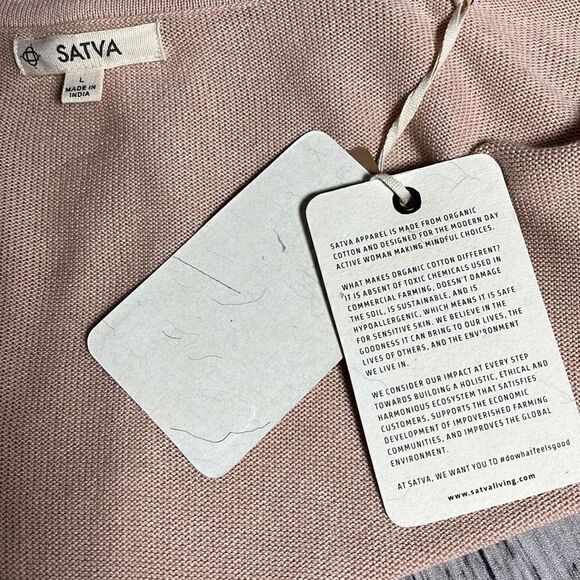 SATVA
L
MADE IN
INDIA
SATVA APPAREL IS MADE FROM ORGANIC
COTTON AND DESIGNED FOR THE MODERN DAY
ACTIVE WOMAN MAKING MINDFUL CHOICES.
WHAT MAKES ORGANIC COTTON DIFFERENT?
IT IS ABSENT OF TOXIC CHEMICALS USED IN
COMMERCIAL FARMING, DOESN'T DAMAGE
THE SOIL, IS SUSTAINABLE, AND IS
HYPOALLERGENIC, WHICH MEANS IT IS SAFE
FOR SENSITIVE SKIN. WE BELIEVE IN THE
GOODNESS IT CAN BRING TO OUR LIVES, THE
LIVES OF OTHERS, AND THE ENVIRONMENT
WE LIVE IN.
WE CONSIDER OUR IMPACT AT EVERY STEP
TOWARDS BUILDING A HOLISTIC, ETHICAL AND
HARMONIOUS ECOSYSTEM THAT SATISFIES
CUSTOMERS, SUPPORTS THE ECONOMIC
DEVELOPMENT OF IMPOVERISHED FARMING
COMMUNITIES, AND IMPROVES THE GLOBAL
ENVIRONMENT.
AT SATVA, WE WANT YOU TO #dowhatfeelsgood
www.satvaliving.com